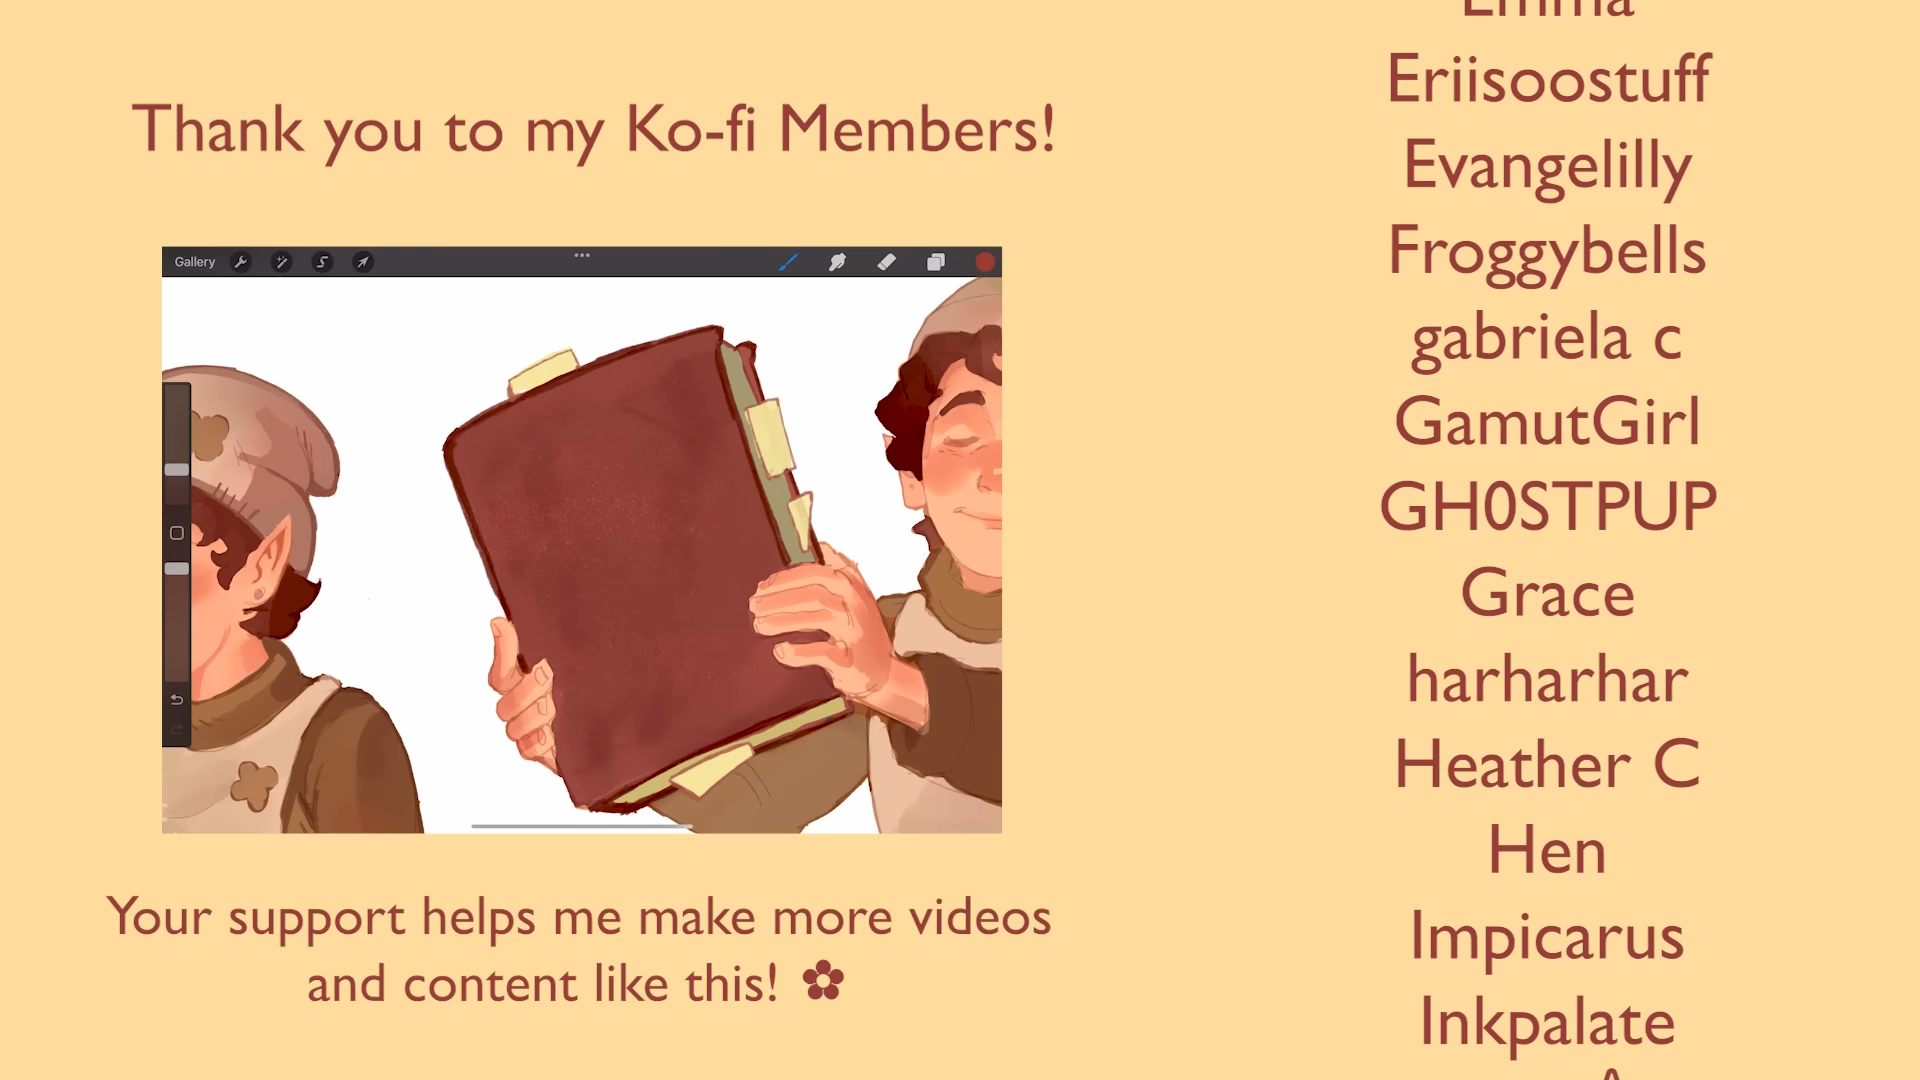 Thank you to my Ko-fi Members!
Gallery
Your support helps me make more videos
and content like this!
Emma
Eriisoostuff
Evangelilly
Froggybells
gabriela c
GamutGirl
GH0STPUP
Grace
harharhar
Heather C
Hen
Impicarus
Inkpalate